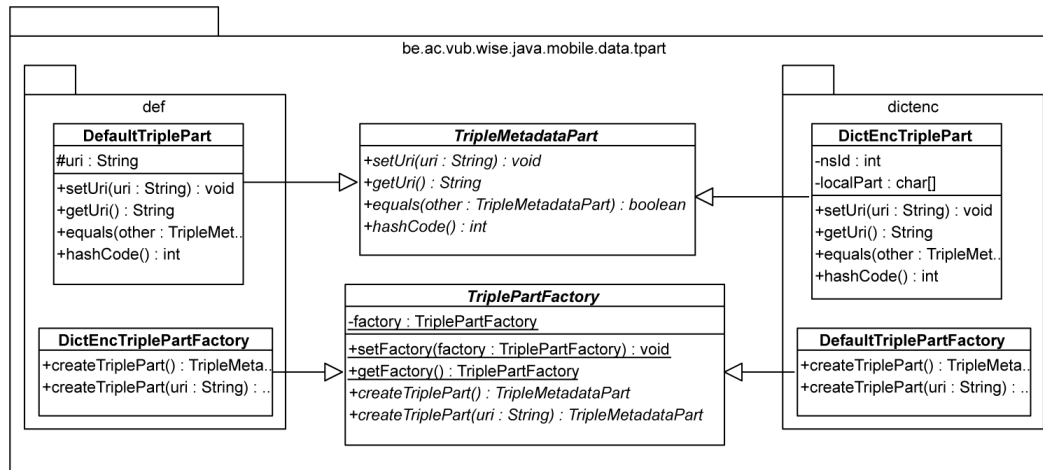 be.ac.vub.wise.java.mobile.data.tpart
def
DefaultTriplePart
#uri : String
+setUri(uri : String) : void
+getUri() : String
+equals(other : TripleMet..
+hashCode() : int
DictEncTriplePartFactory
+createTriplePart() : TripleMeta..
+createTriplePart(uri : String) : ..
TripleMetadataPart
+setUri(uri : String) : void
+getUri() : String
+equals(other : TripleMetadataPart) : boolean
+hashCode() : int
TriplePartFactory
-factory : TriplePartFactory
+setFactory(factory : TriplePartFactory) : void
+getFactory() : TriplePartFactory
+createTriplePart() : TripleMetadataPart
+createTriplePart(uri : String) : TripleMetadataPart
dictenc
DictEncTriplePart
-nsId : int
-localPart : char[]
+setUri(uri : String) : void
+getUri() : String
+equals(other : TripleMet..
+hashCode() : int
DefaultTriplePartFactory
+createTriplePart() : TripleMeta..
+createTriplePart(uri : String) : ..